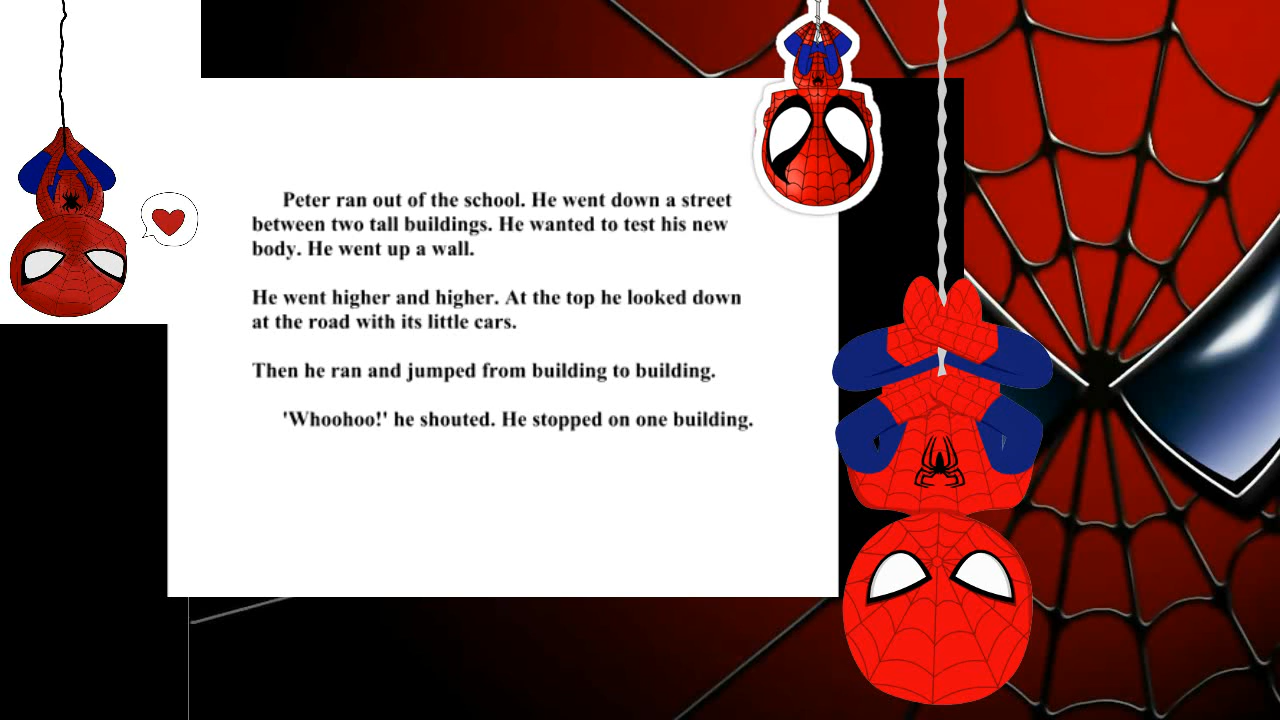 Peter ran out of the school. He went down a street
between two tall buildings. He wanted to test his new
body. He went up a wall.
He went higher and higher. At the top he looked down
at the road with its little cars.
Then he ran and jumped from building to building.
'Whoohoo!' he shouted. He stopped on one building.